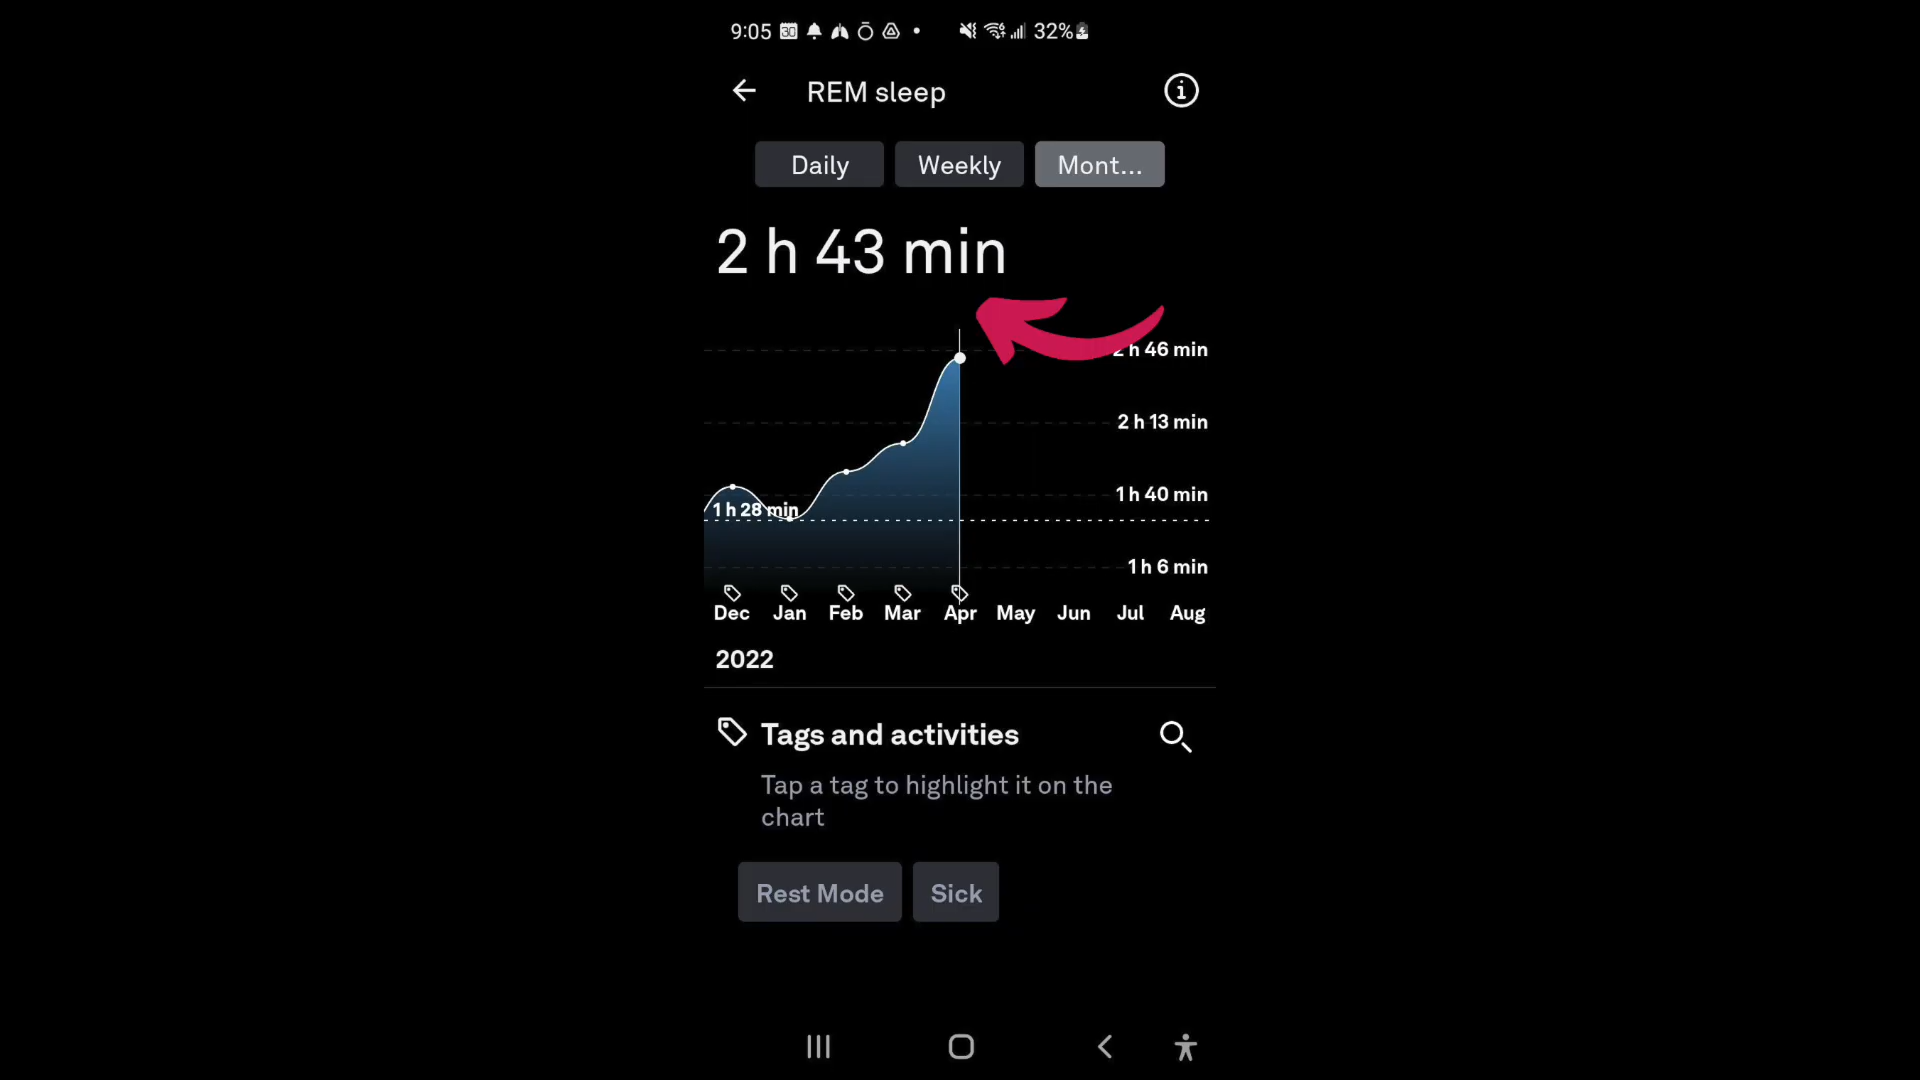 9:05 30 32%
REM sleep
Daily Weekly Mont...
2 h 43 min
2 h 46 min
2 h 13 min
1 h 40 min
1 h 28 min
1 h 6 min
Dec Jan Feb Mar Apr May Jun Jul Aug
2022
Tags and activities
Tap a tag to highlight it on the
chart
Rest Mode Sick